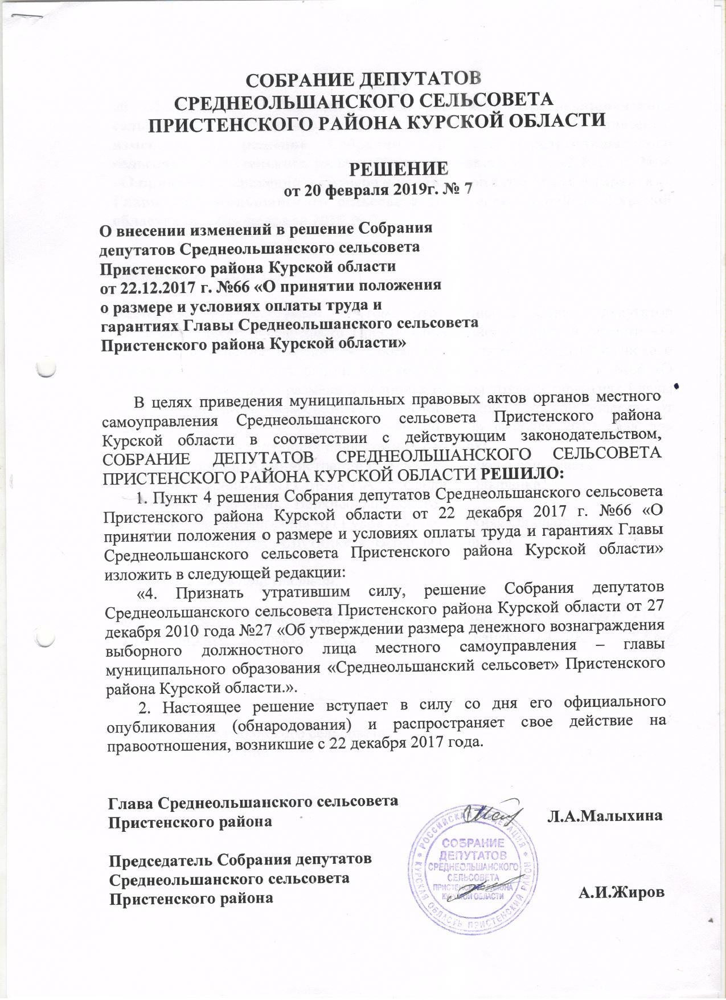 СОБРАНИЕ ДЕПУТАТОВ
СРЕДНЕОЛЬШАНСКОГО СЕЛЬСОВЕТА
ПРИСТЕНСКОГО РАЙОНА КУРСКОЙ ОБЛАСТИ
РЕШЕНИЕ
от 20 февраля 2019г. № 7
О внесении изменений в решение Собрания
депутатов Среднеольшанского сельсовета
Пристенского района Курской области
от 22.12.2017 г. №66 «О принятии положения
о размере и условиях оплаты труда и
гарантиях Главы Среднеольшанского сельсовета
Пристенского района Курской области»
В целях приведения муниципальных правовых актов органов местного
самоуправления Среднеольшанского сельсовета Пристенского района
Курской области в соответствии с действующим законодательством,
СОБРАНИЕ ДЕПУТАТОВ СРЕДНЕОЛЬШАНСКОГО СЕЛЬСОВЕТА
ПРИСТЕНСКОГО РАЙОНА КУРСКОЙ ОБЛАСТИ РЕШИЛО:
1. Пункт 4 решения Собрания депутатов Среднеольшанского сельсовета
Пристенского района Курской области от 22 декабря 2017 г. №66 «О
принятии положения о размере и условиях оплаты труда и гарантиях Главы
Среднеольшанского сельсовета Пристенского района Курской области»
изложить в следующей редакции:
«4. Признать утратившим силу, решение Собрания депутатов
Среднеольшанского сельсовета Пристенского района Курской области от 27
декабря 2010 года №27 «Об утверждении размера денежного вознаграждения
выборного должностного лица местного самоуправления – главы
муниципального образования «Среднеольшанский сельсовет» Пристенского
района Курской области.».
2. Настоящее решение вступает в силу со дня его официального
опубликования (обнародования) и распространяет свое действие на
правоотношения, возникшие с 22 декабря 2017 года.
Глава Среднеольшанского сельсовета
Пристенского района Л.А.Малыхина
Председатель Собрания депутатов
Среднеольшанского сельсовета
Пристенского района А.И.Жиров
РОССИЙСКАЯ ФЕДЕРАЦИЯ * КУРСКАЯ ОБЛАСТЬ ПРИСТЕНСКИЙ РАЙОН *
СОБРАНИЕ
ДЕПУТАТОВ
СРЕДНЕОЛЬШАНСКОГО
СЕЛЬСОВЕТА
ПРИСТЕНСКОГО РАЙОНА
КУРСКОЙ ОБЛАСТИ